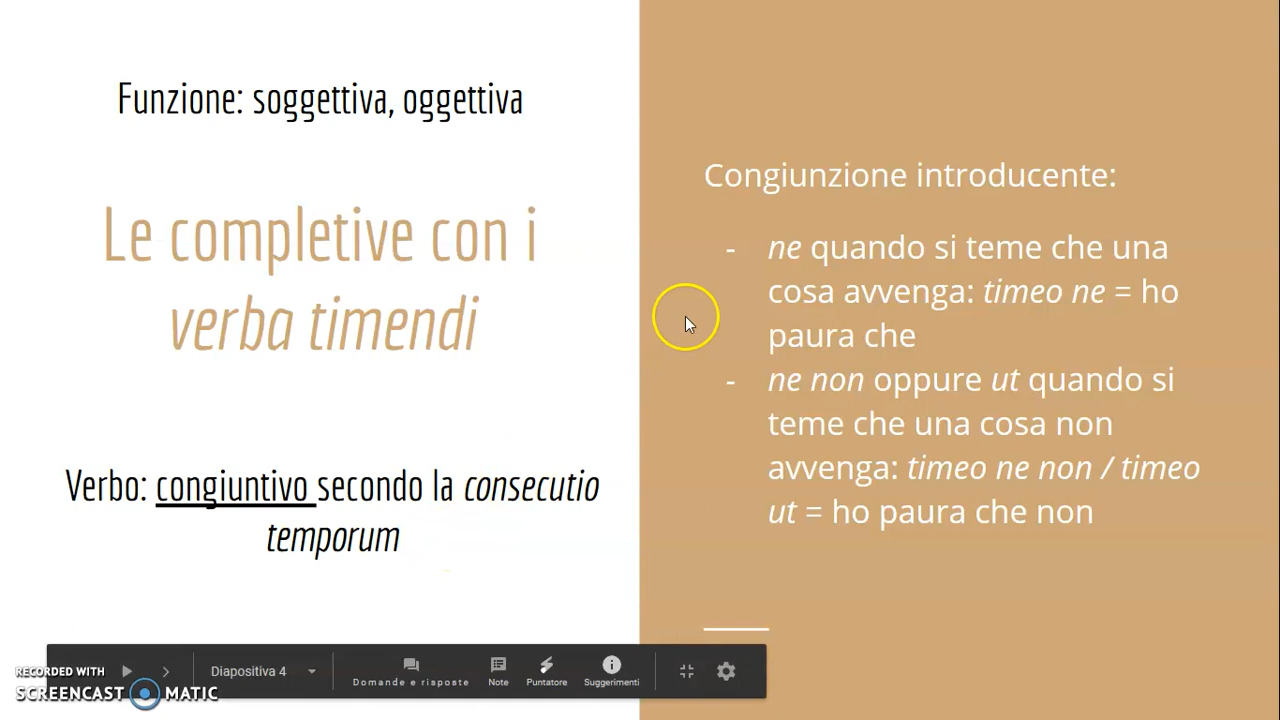 Funzione: soggettiva, oggettiva
Le completive con i
verba timendi
Verbo: congiuntivo secondo la consecutio
temporum
Congiunzione introducente:
- ne quando si teme che una
cosa avvenga: timeo ne = ho
paura che
- ne non oppure ut quando si
teme che una cosa non
avvenga: timeo ne non / timeo
ut = ho paura che non
Diapositiva 4
Domande e risposte
Note
Puntatore
Suggerimenti
RECORDED WITH
SCREENCAST MATIC